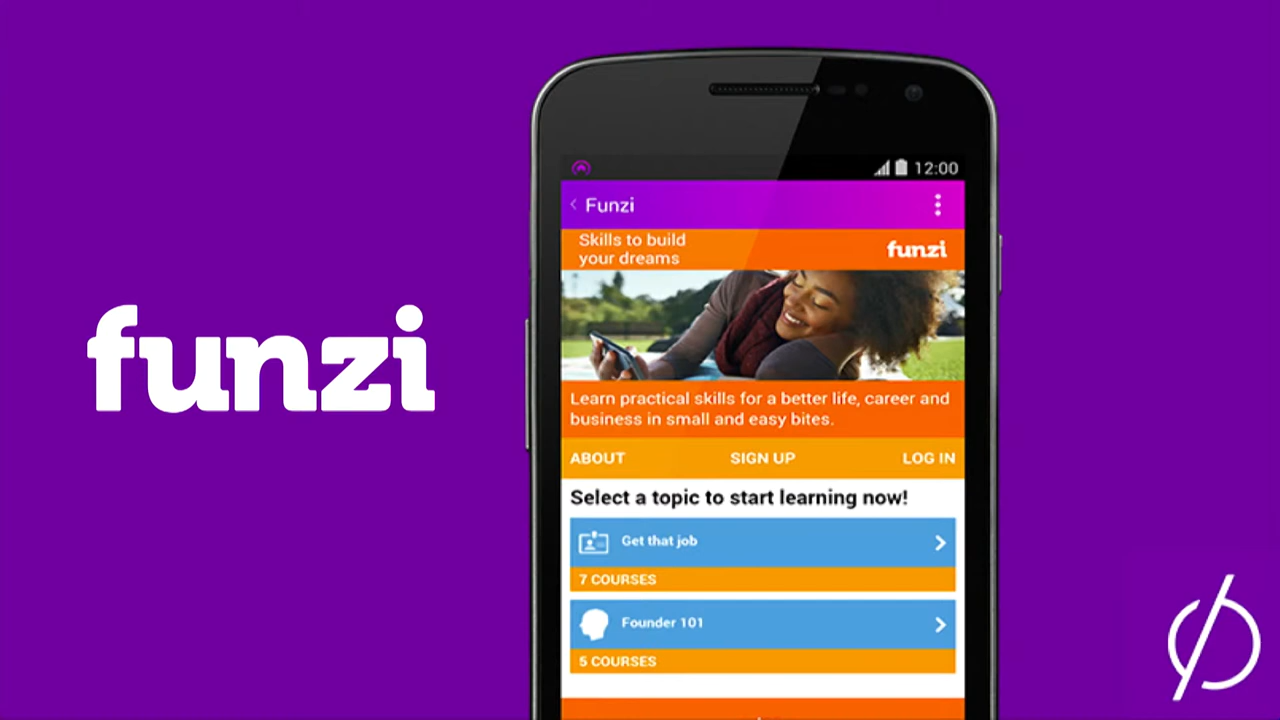 funzi
12:00
Funzi
Skills to build
your dreams
funzi
Learn practical skills for a better life, career and
business in small and easy bites.
ABOUT SIGN UP LOG IN
Select a topic to start learning now!
Get that job
7 COURSES
Founder 101
5 COURSES